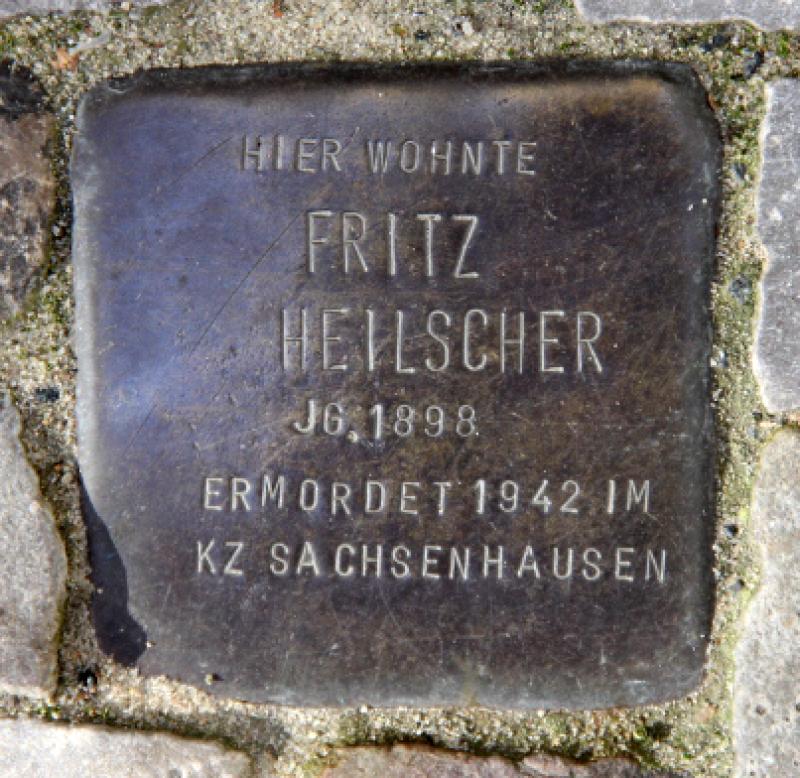 HIER WOHNTE
FRITZ
HEILSCHER
JG. 1898
ERMORDET 1942 IM
KZ SACHSENHAUSEN